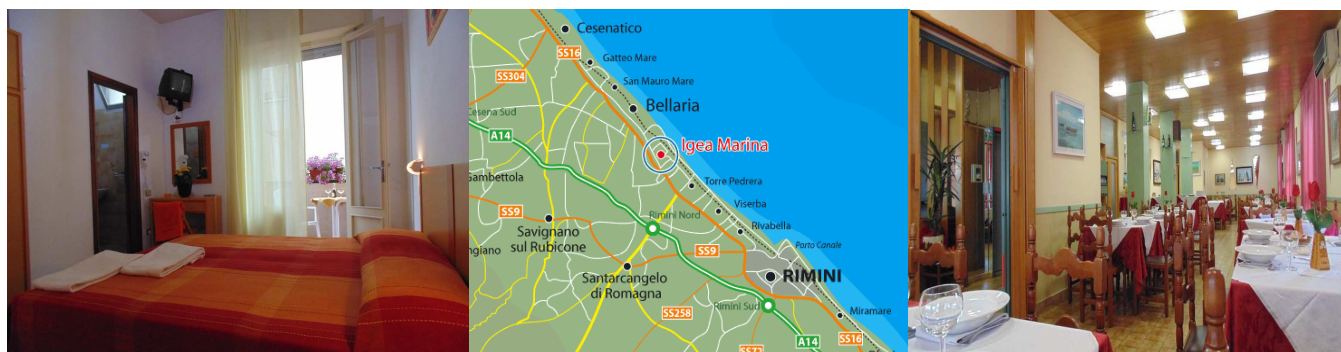 Cesenatico
SS16
Gatteo Mare
SS304
San Mauro Mare
Bellaria
Cesena Sud
A14
Igea Marina
Gambettola
Torre Pedrera
SS9
Viserba
Rimini Nord
Savignano
sul Rubicone
Rivabella
Porto Canale
SS9
giano
Santarcangelo
di Romagna
RIMINI
Rimini Sud
SS258
Miramare
A14
SS16
SS72